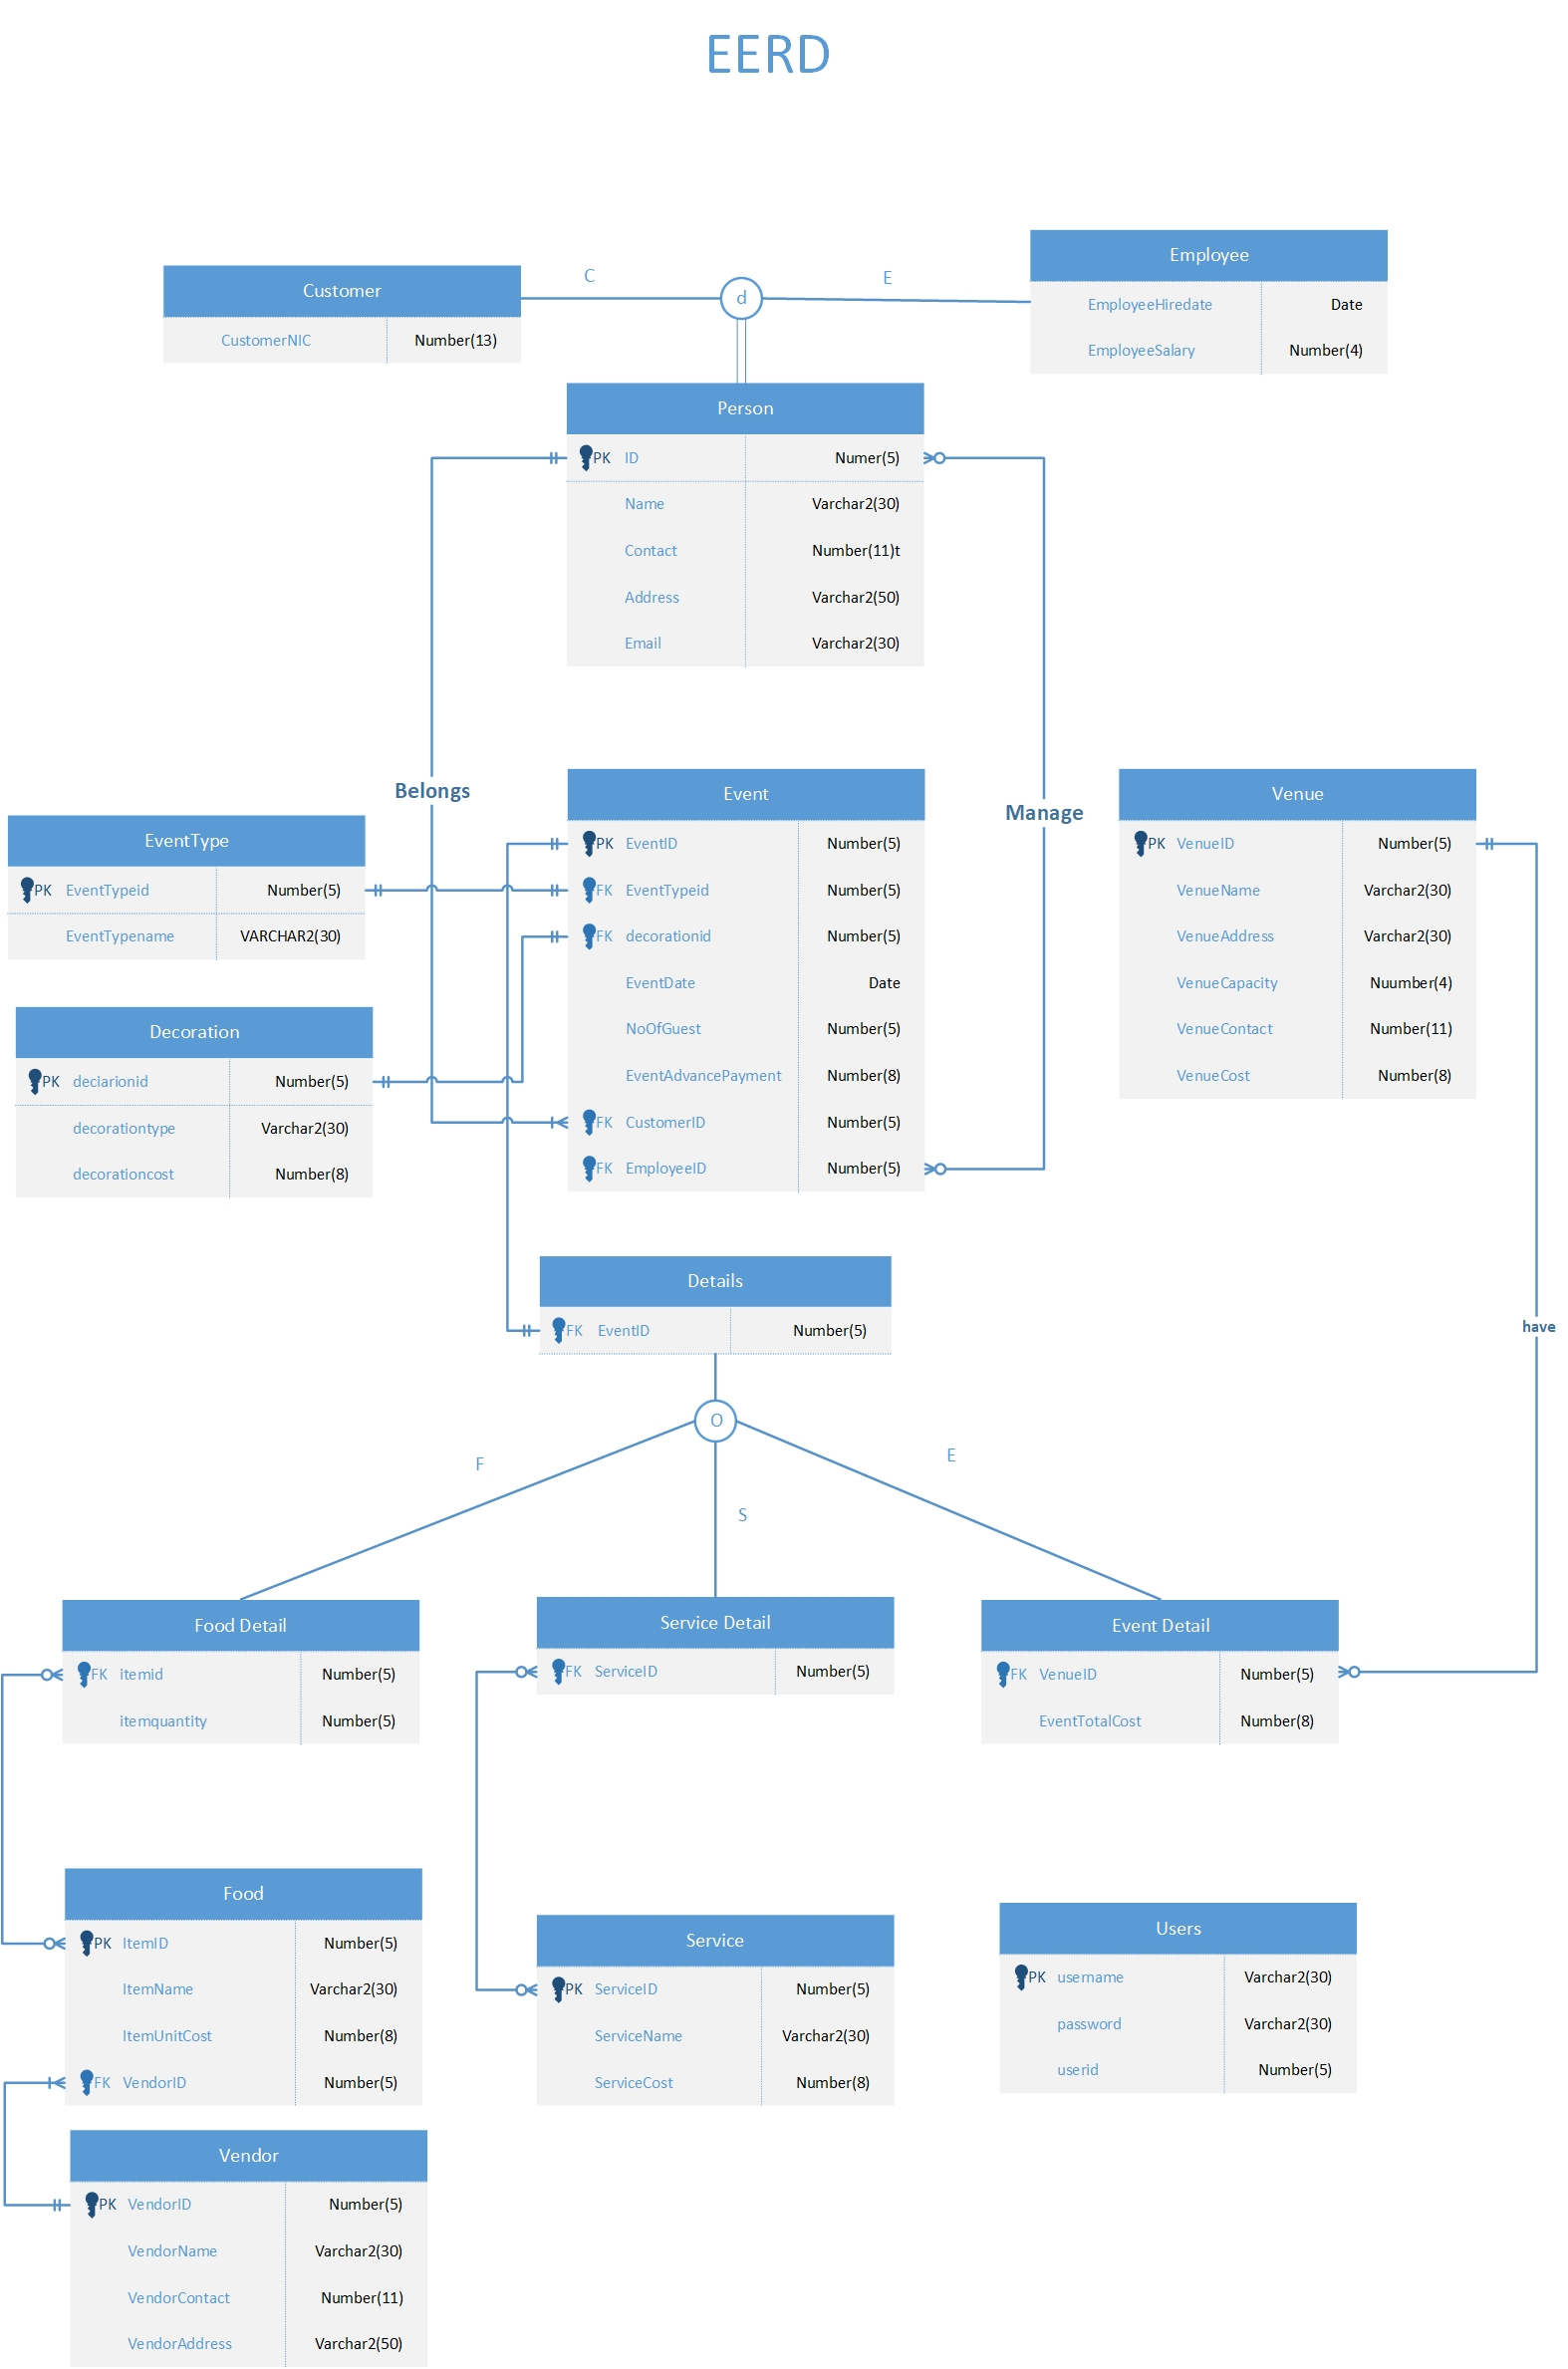 EERD
C
E
Customer
CustomerNIC Number(13)
d
Employee
EmployeeHiredate Date
EmployeeSalary Number(4)
Person
PK ID Numer(5)
Name Varchar2(30)
Contact Number(11)t
Address Varchar2(50)
Email Varchar2(30)
Belongs
Manage
Event
PK EventID Number(5)
FK EventTypeid Number(5)
FK decorationid Number(5)
EventDate Date
NoOfGuest Number(5)
EventAdvancePayment Number(8)
FK CustomerID Number(5)
FK EmployeeID Number(5)
Venue
PK VenueID Number(5)
VenueName Varchar2(30)
VenueAddress Varchar2(30)
VenueCapacity Nuumber(4)
VenueContact Number(11)
VenueCost Number(8)
EventType
PK EventTypeid Number(5)
EventTypename VARCHAR2(30)
Decoration
PK deciarionid Number(5)
decorationtype Varchar2(30)
decorationcost Number(8)
Details
FK EventID Number(5)
have
O
F
S
E
Food Detail
FK itemid Number(5)
itemquantity Number(5)
Service Detail
FK ServiceID Number(5)
Event Detail
FK VenueID Number(5)
EventTotalCost Number(8)
Food
PK ItemID Number(5)
ItemName Varchar2(30)
ItemUnitCost Number(8)
FK VendorID Number(5)
Service
PK ServiceID Number(5)
ServiceName Varchar2(30)
ServiceCost Number(8)
Users
PK username Varchar2(30)
password Varchar2(30)
userid Number(5)
Vendor
PK VendorID Number(5)
VendorName Varchar2(30)
VendorContact Number(11)
VendorAddress Varchar2(50)